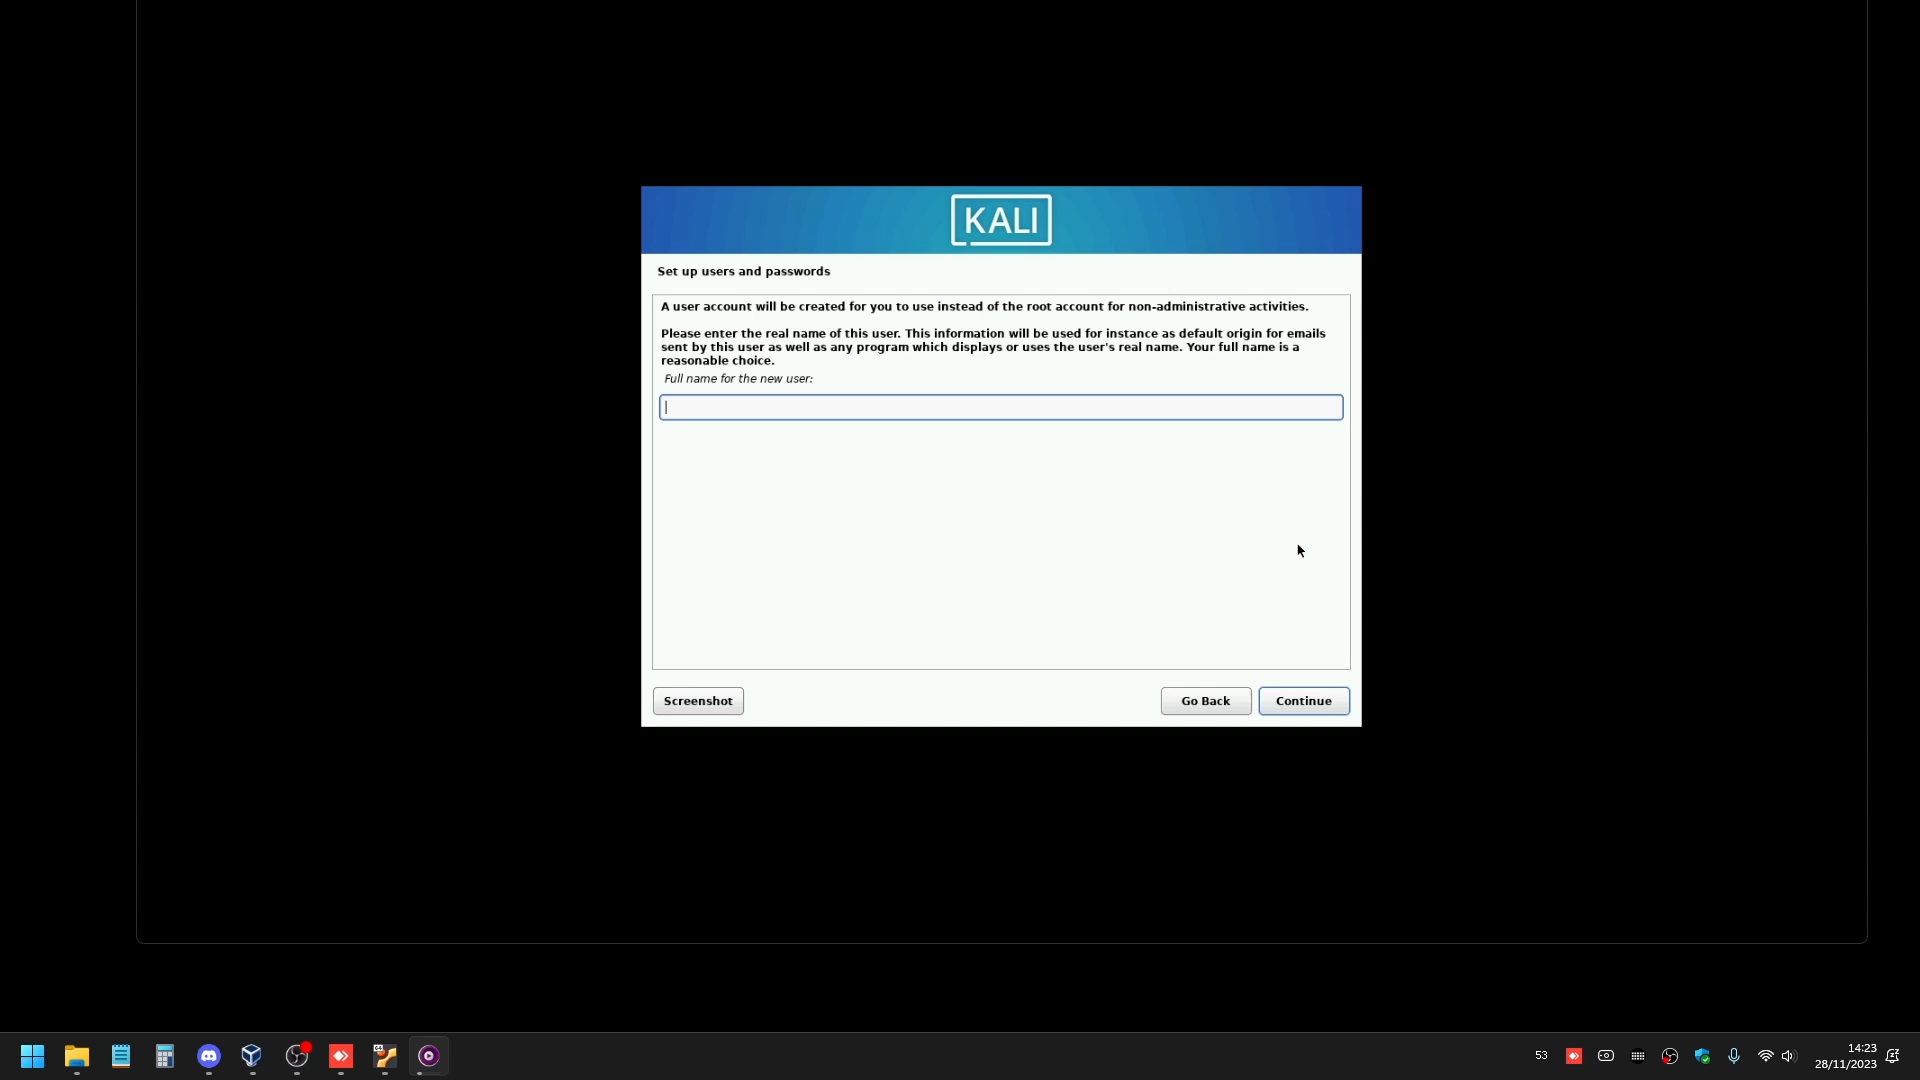 KALI
Set up users and passwords
A user account will be created for you to use instead of the root account for non-administrative activities.
Please enter the real name of this user. This information will be used for instance as default origin for emails
sent by this user as well as any program which displays or uses the user's real name. Your full name is a
reasonable choice.
Full name for the new user:
Screenshot
Go Back
Continue
53
14:23
28/11/2023